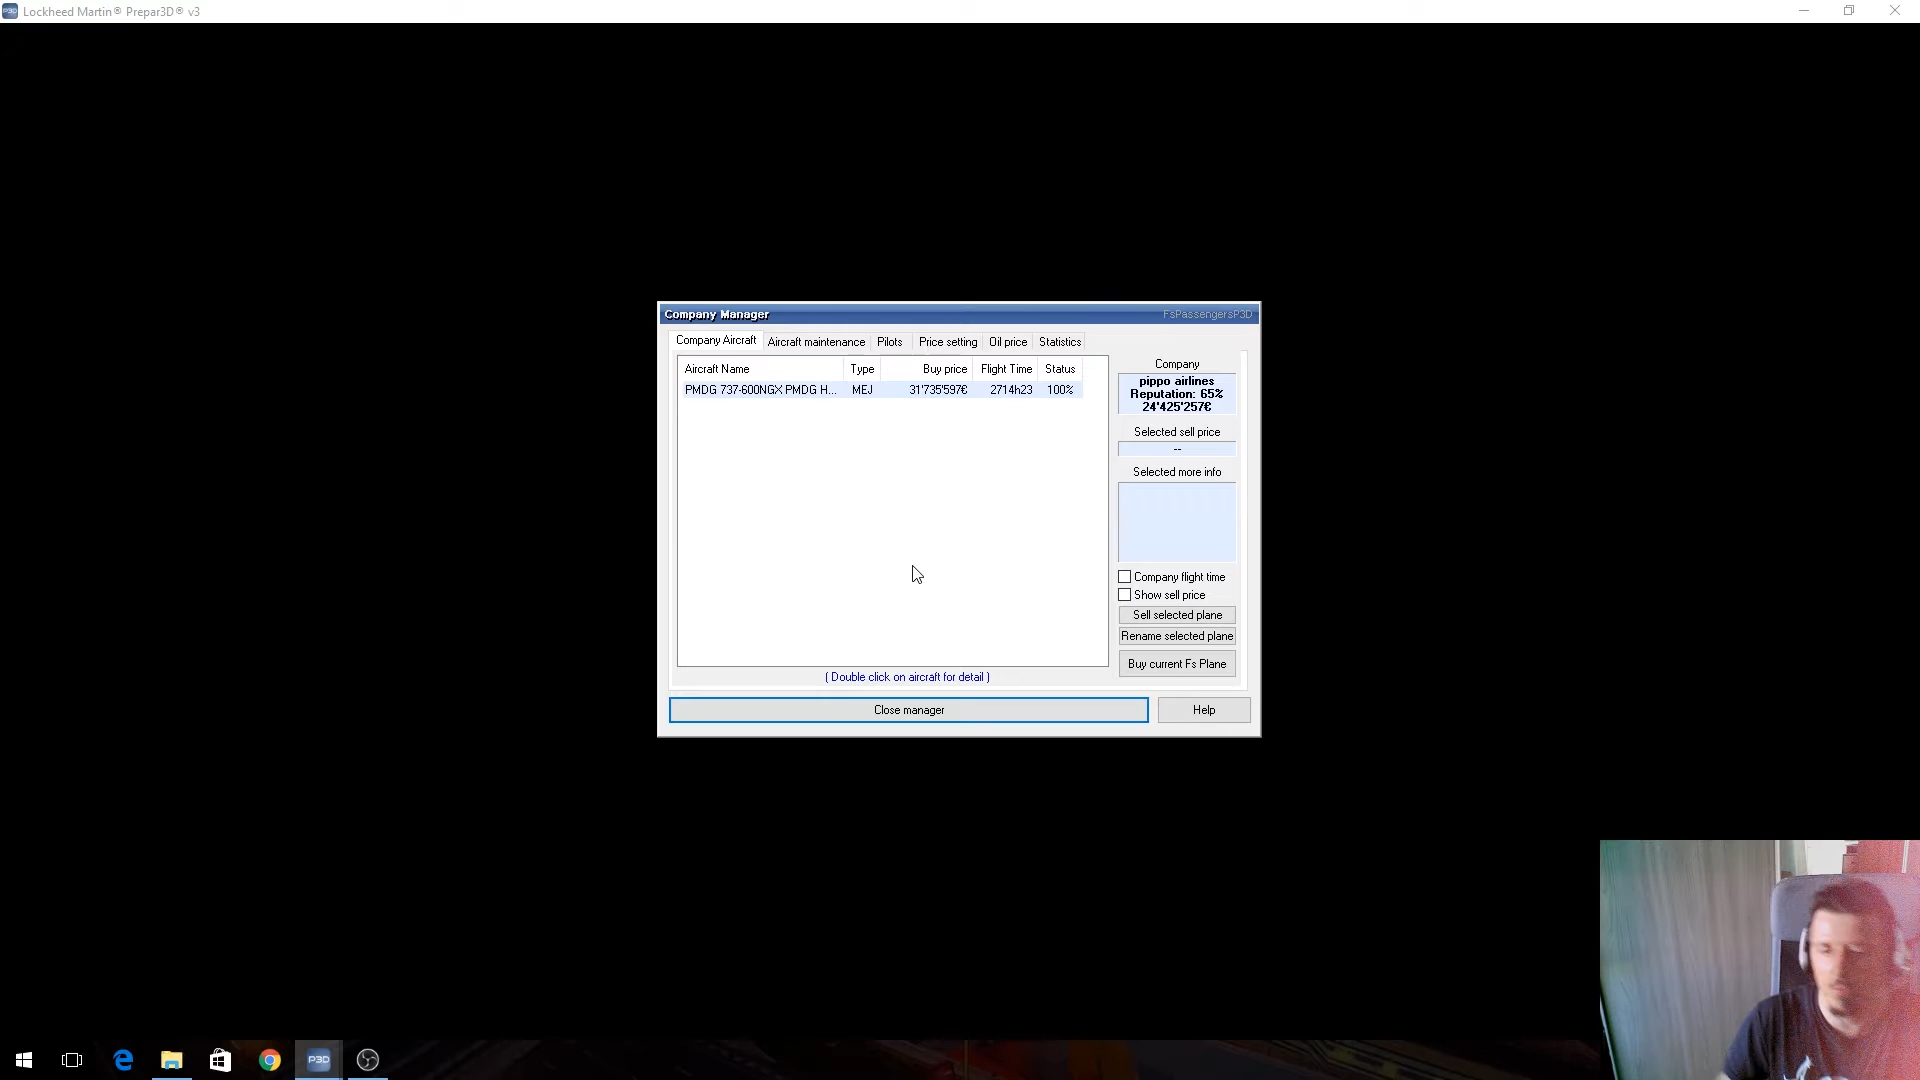 Lockheed Martin® Prepar3D® v3
Company Manager
FsPassengersP3D
Company Aircraft
Aircraft maintenance
Pilots
Price setting
Oil price
Statistics
Aircraft Name
Type
Buy price
Flight Time
Status
PMDG 737-600NGX PMDG H...
MEJ
31'735'597€
2714h23
100%
Company
pippo airlines
Reputation: 65%
24'425'257€
Selected sell price
--
Selected more info
Company flight time
Show sell price
Sell selected plane
Rename selected plane
Buy current Fs Plane
( Double click on aircraft for detail )
Close manager
Help
P3D